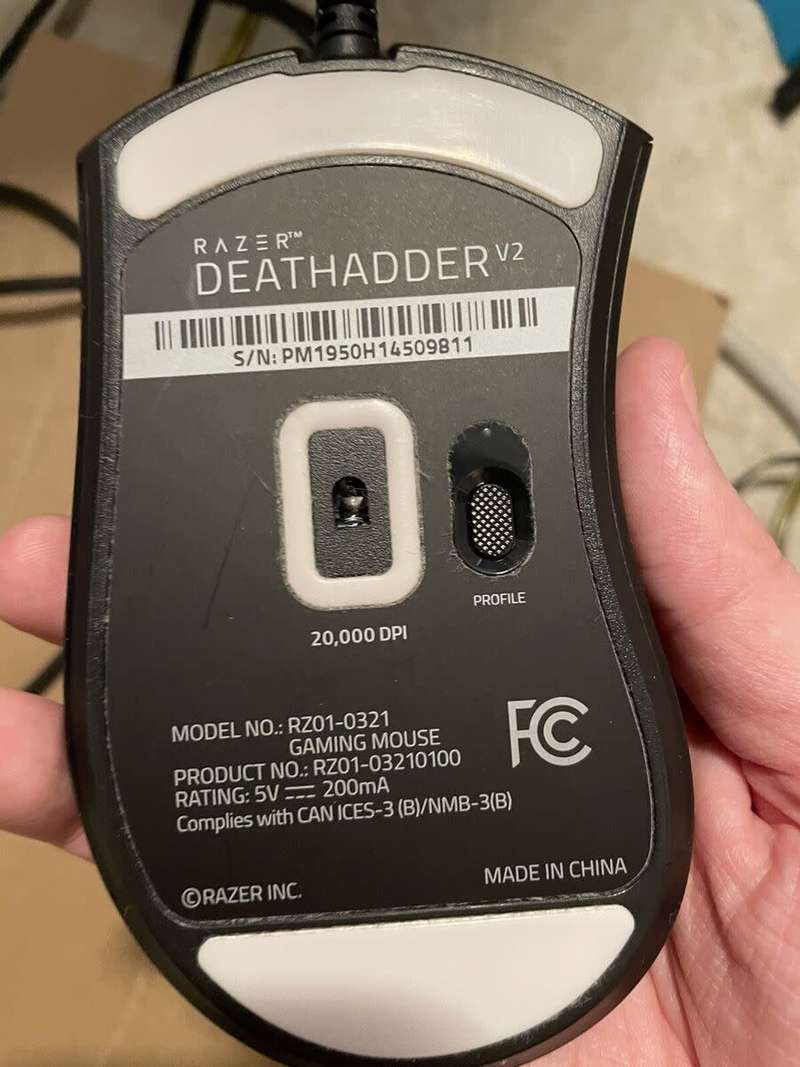 RAZER™
DEATHADDER V2
S/N: PM1950H14509811
PROFILE
20,000 DPI
MODEL NO.: RZ01-0321
GAMING MOUSE
PRODUCT NO.: RZ01-03210100
RATING: 5V ⎓ 200mA
Complies with CAN ICES-3 (B)/NMB-3(B)
FC
©RAZER INC.
MADE IN CHINA